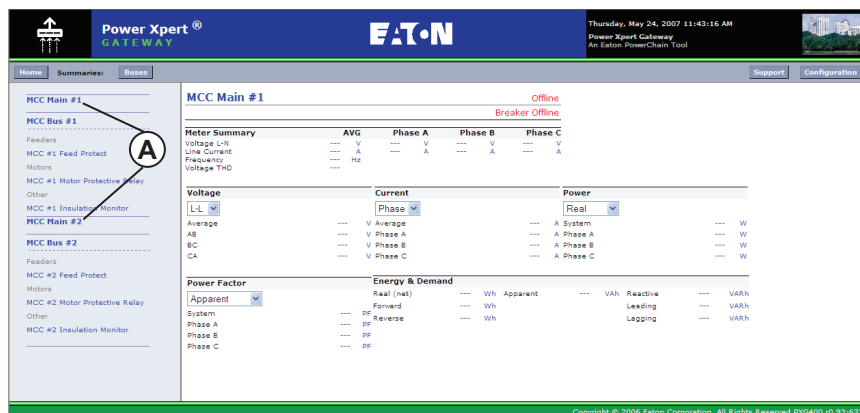 Power Xpert ®
GATEWAY
EATON
Thursday, May 24, 2007 11:43:16 AM
Power Xpert Gateway
An Eaton PowerChain Tool
Home Summaries: Buses Support Configuration
MCC Main #1
MCC Bus #1
Feeders
MCC #1 Feed Protect
Motors
MCC #1 Motor Protective Relay
Other
MCC #1 Insulation Monitor
MCC Main #2
MCC Bus #2
Feeders
MCC #2 Feed Protect
Motors
MCC #2 Motor Protective Relay
Other
MCC #2 Insulation Monitor
A
MCC Main #1 Offline
Breaker Offline
Meter Summary AVG Phase A Phase B Phase C
Voltage L-N --- V --- V --- V --- V
Line Current --- A --- A --- A --- A
Frequency --- Hz
Voltage THD ---
Voltage Current Power
L-L Phase Real
Average --- V Average --- A System --- W
AB --- V Phase A --- A Phase A --- W
BC --- V Phase B --- A Phase B --- W
CA --- V Phase C --- A Phase C --- W
Power Factor
Apparent
System --- PF
Phase A --- PF
Phase B --- PF
Phase C --- PF
Energy & Demand
Real (net) --- Wh Apparent --- VAh Reactive --- VARh
Forward --- Wh Leading --- VARh
Reverse --- Wh Lagging --- VARh
Copyright © 2006 Eaton Corporation. All Rights Reserved PXG400 r0.93:63